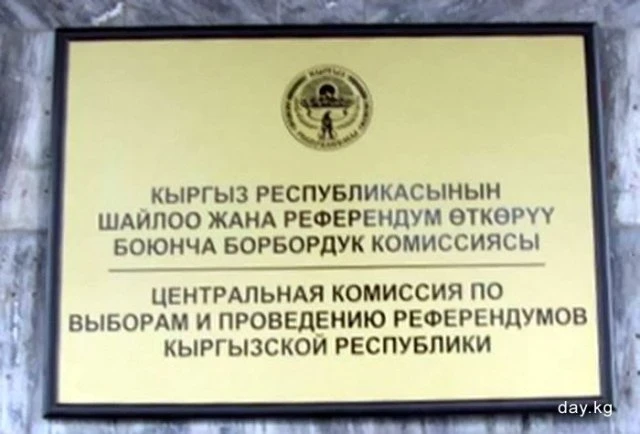 КЫРГЫЗ РЕСПУБЛИКАСЫНЫН
ШАЙЛОО ЖАНА РЕФЕРЕНДУМ ӨТКӨРҮҮ
БОЮНЧА БОРБОРДУК КОМИССИЯСЫ
ЦЕНТРАЛЬНАЯ КОМИССИЯ ПО
ВЫБОРАМ И ПРОВЕДЕНИЮ РЕФЕРЕНДУМОВ
КЫРГЫЗСКОЙ РЕСПУБЛИКИ
day.kg